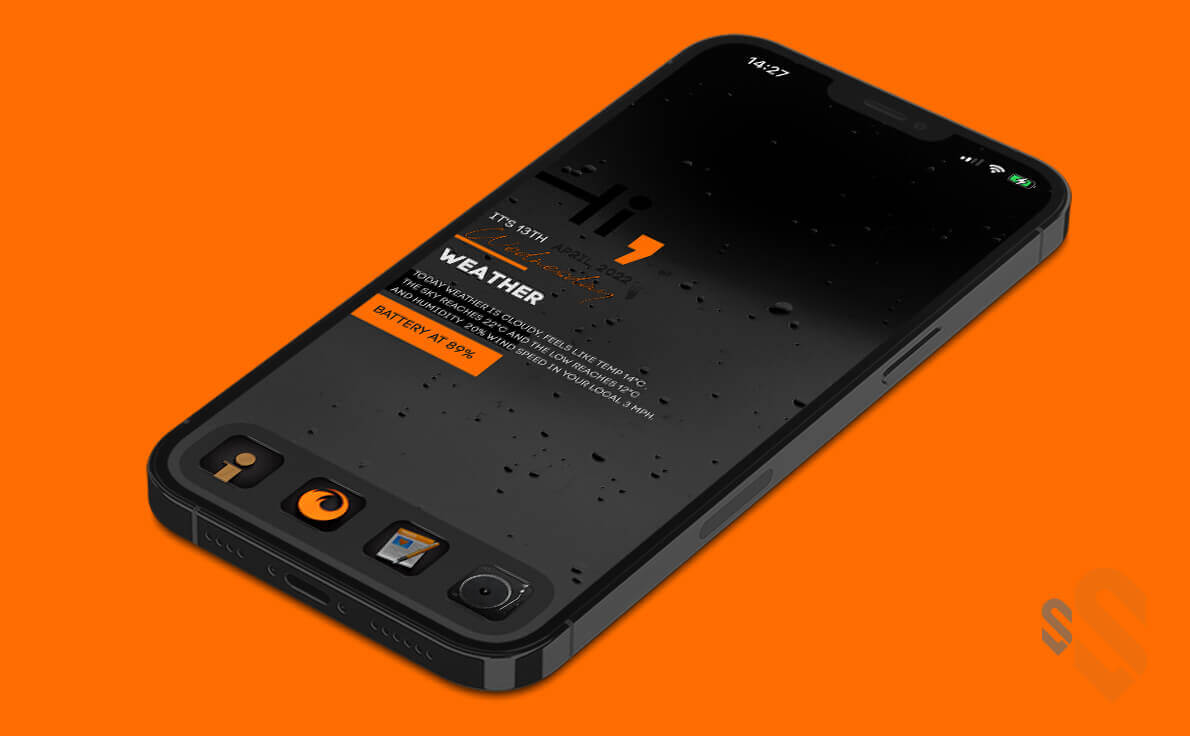 14:27
Hi,
IT'S 13TH
Wednesday
APRIL, 2022
WEATHER
TODAY WEATHER IS CLOUDY, FEELS LIKE TEMP 14°C.
THE SKY REACHES 22°C AND THE LOW REACHES 12°C
AND HUMIDITY 20% WIND SPEED IN YOUR LOCAL 3 MPH.
BATTERY AT 89%